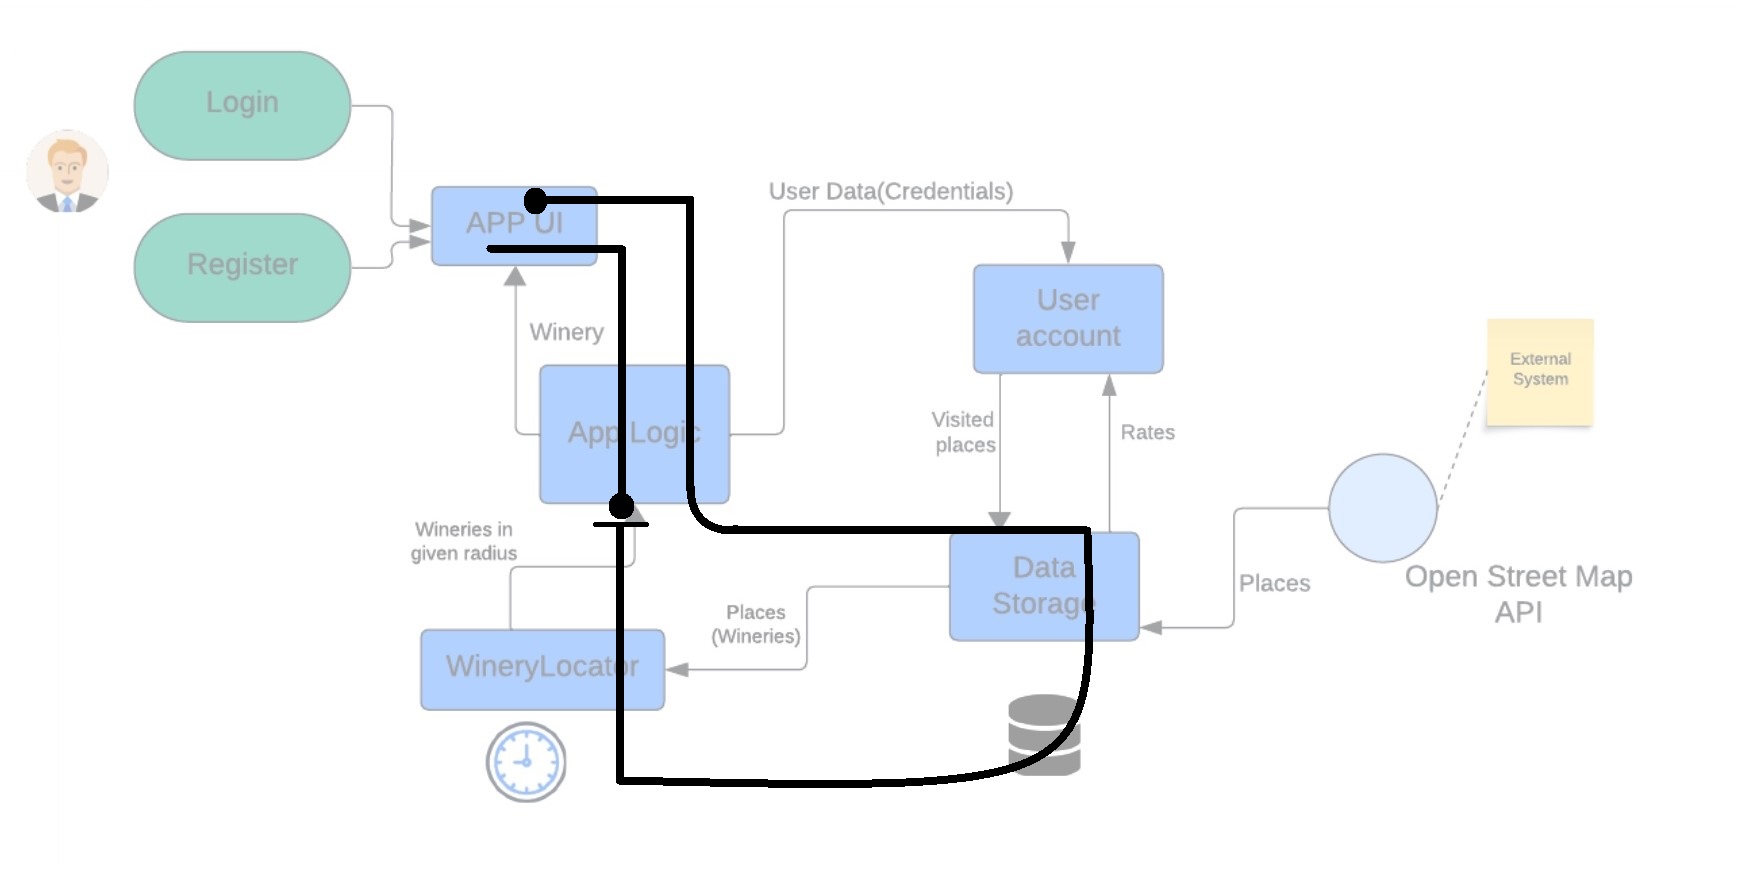 Login
Register
APP UI
User Data(Credentials)
Winery
User
account
App Logic
Visited
places
Rates
External
System
Wineries in
given radius
Data
Storage
Places
Open Street Map
API
Places
(Wineries)
WineryLocator